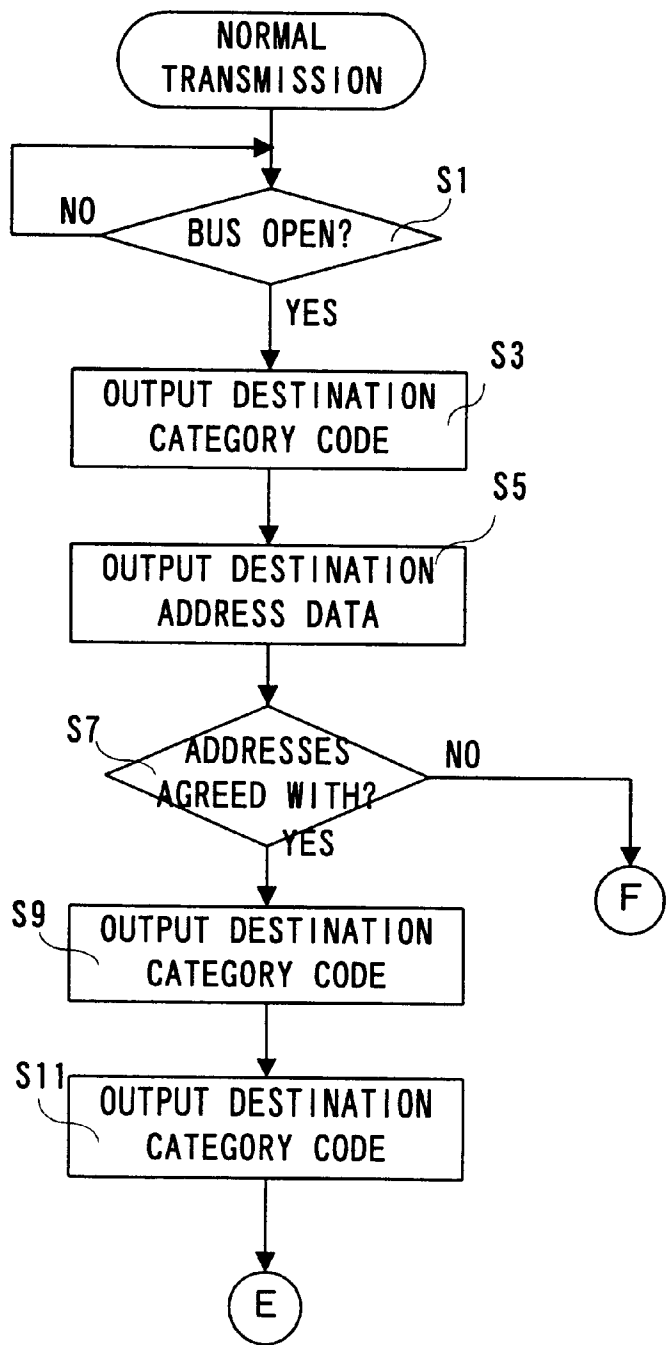 NORMAL
TRANSMISSION
S1
NO
BUS OPEN?
YES
S3
OUTPUT DESTINATION
CATEGORY CODE
S5
OUTPUT DESTINATION
ADDRESS DATA
S7
ADDRESSES
AGREED WITH?
NO
YES
F
S9
OUTPUT DESTINATION
CATEGORY CODE
S11
OUTPUT DESTINATION
CATEGORY CODE
E